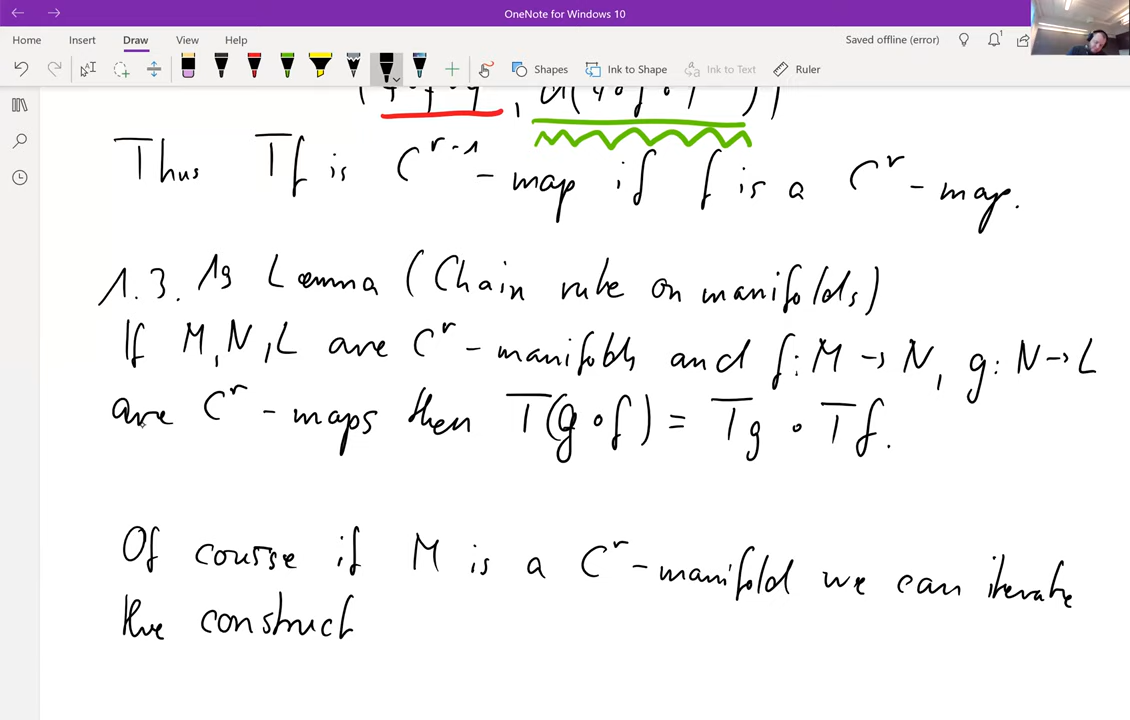 OneNote for Windows 10
Home Insert Draw View Help
Saved offline (error)
Shapes Ink to Shape Ink to Text Ruler
Thus Tf is C^{r-1} - map if f is a C^r - map.
1.3.19 Lemma (Chain rule on manifolds)
If M, N, L are C^r - manifolds and f: M → N, g: N → L
are C^r - maps then T(g ∘ f) = Tg ∘ Tf.
Of course if M is a C^r - manifold we can iterate
the construct